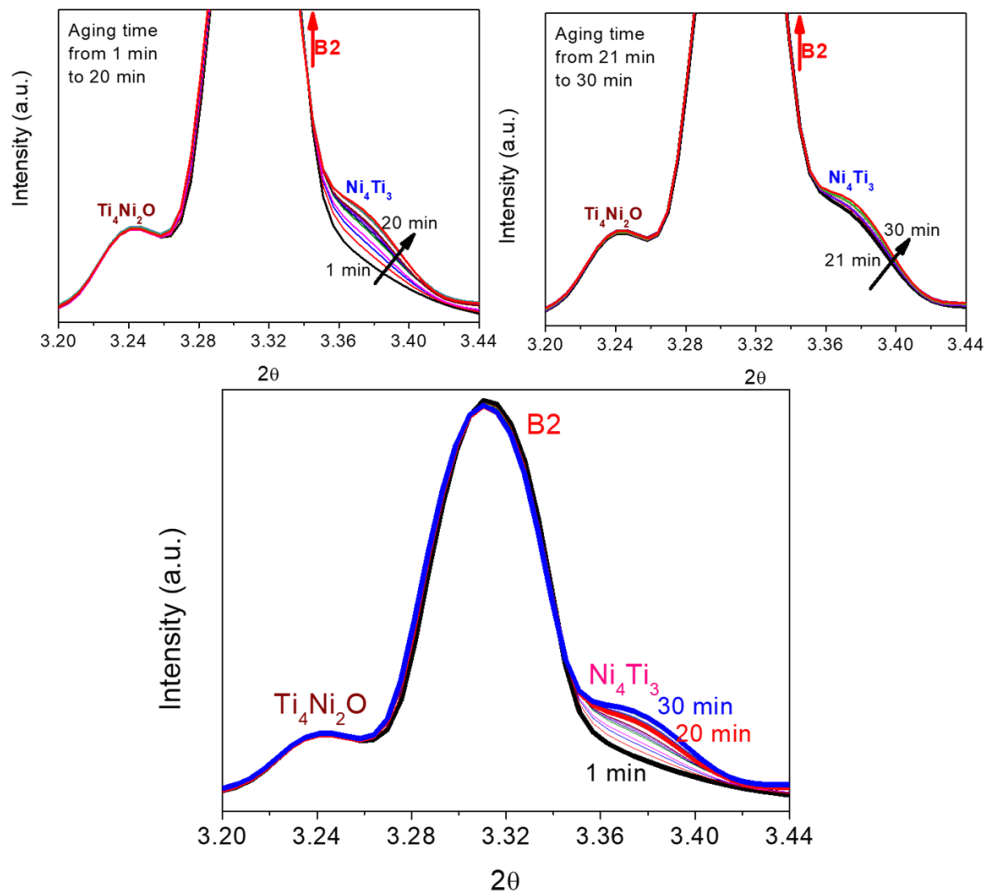 Aging time
from 1 min
to 20 min
B2
Ni4Ti3
Ti4Ni2O
20 min
1 min
Intensity (a.u.)
3.20 3.24 3.28 3.32 3.36 3.40 3.44
2θ
Aging time
from 21 min
to 30 min
B2
Ni4Ti3
Ti4Ni2O
30 min
21 min
Intensity (a.u.)
3.20 3.24 3.28 3.32 3.36 3.40 3.44
2θ
B2
Ni4Ti3
Ti4Ni2O
30 min
20 min
1 min
Intensity (a.u.)
3.20 3.24 3.28 3.32 3.36 3.40 3.44
2θ